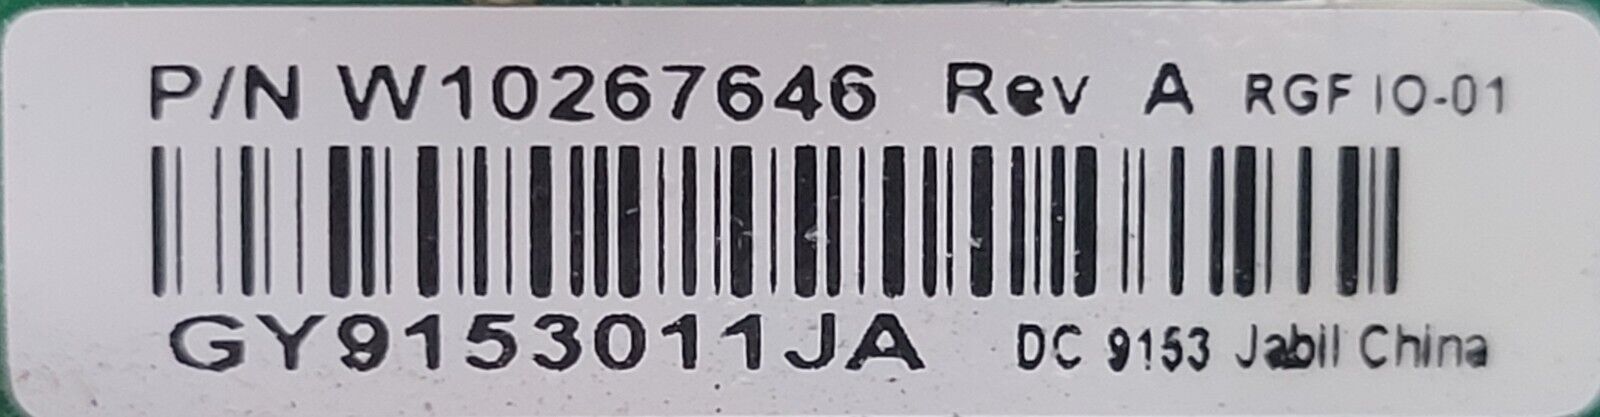 P/N W10267646 Rev A RGF IO-01
GY9153011JA DC 9153 Jabil China